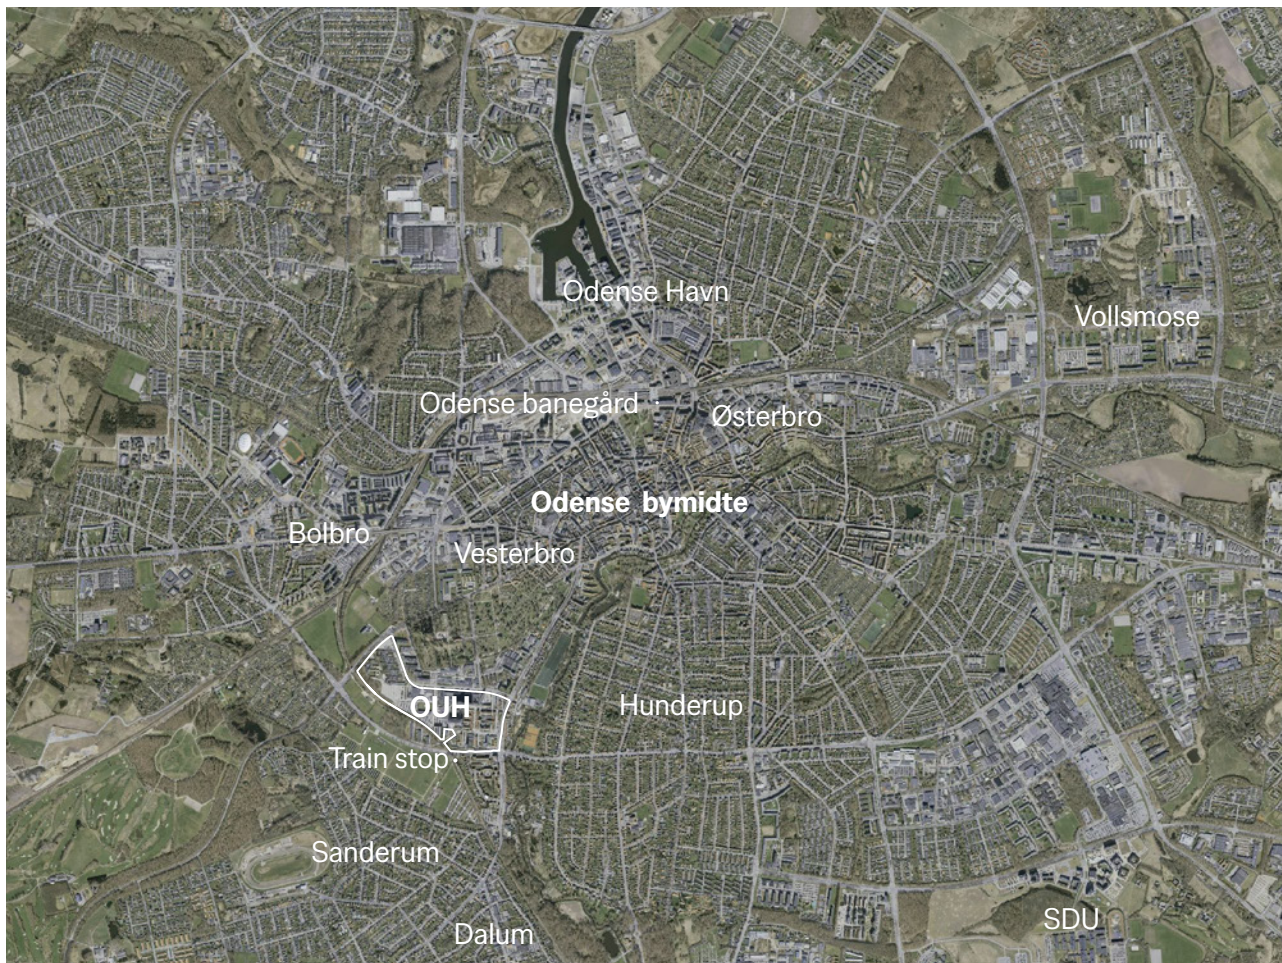 Odense Havn
Vollsmose
Odense banegård
Østerbro
Odense bymidte
Bolbro
Vesterbro
OUH
Hunderup
Train stop
Sanderum
SDU
Dalum